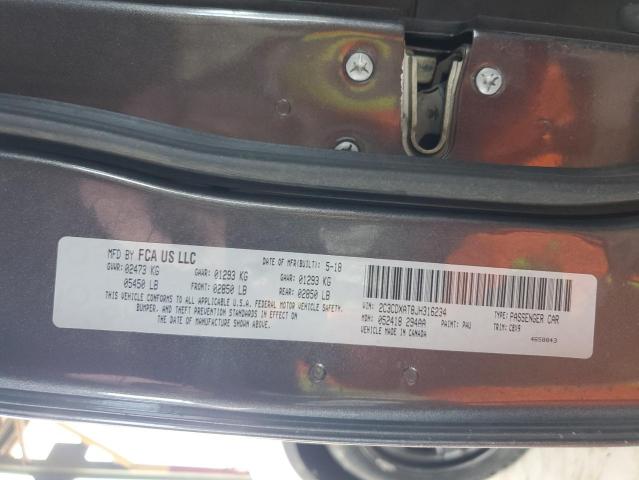 MFD BY FCA US LLC
DATE OF MFR(BUILT): 5-18
GVWR: 02473 KG GAWR: 01293 KG GAWR: 01293 KG
05450 LB FRONT: 02850 LB REAR: 02850 LB
THIS VEHICLE CONFORMS TO ALL APPLICABLE U.S.A. FEDERAL MOTOR VEHICLE SAFETY,
BUMPER, AND THEFT PREVENTION STANDARDS IN EFFECT ON
THE DATE OF MANUFACTURE SHOWN ABOVE.
VIN: 2C3CDXAT8JH316234 TYPE: PASSENGER CAR
MDH: 052418 294AA PAINT: PAU TRIM: CBX9
VEHICLE MADE IN CANADA
4650843